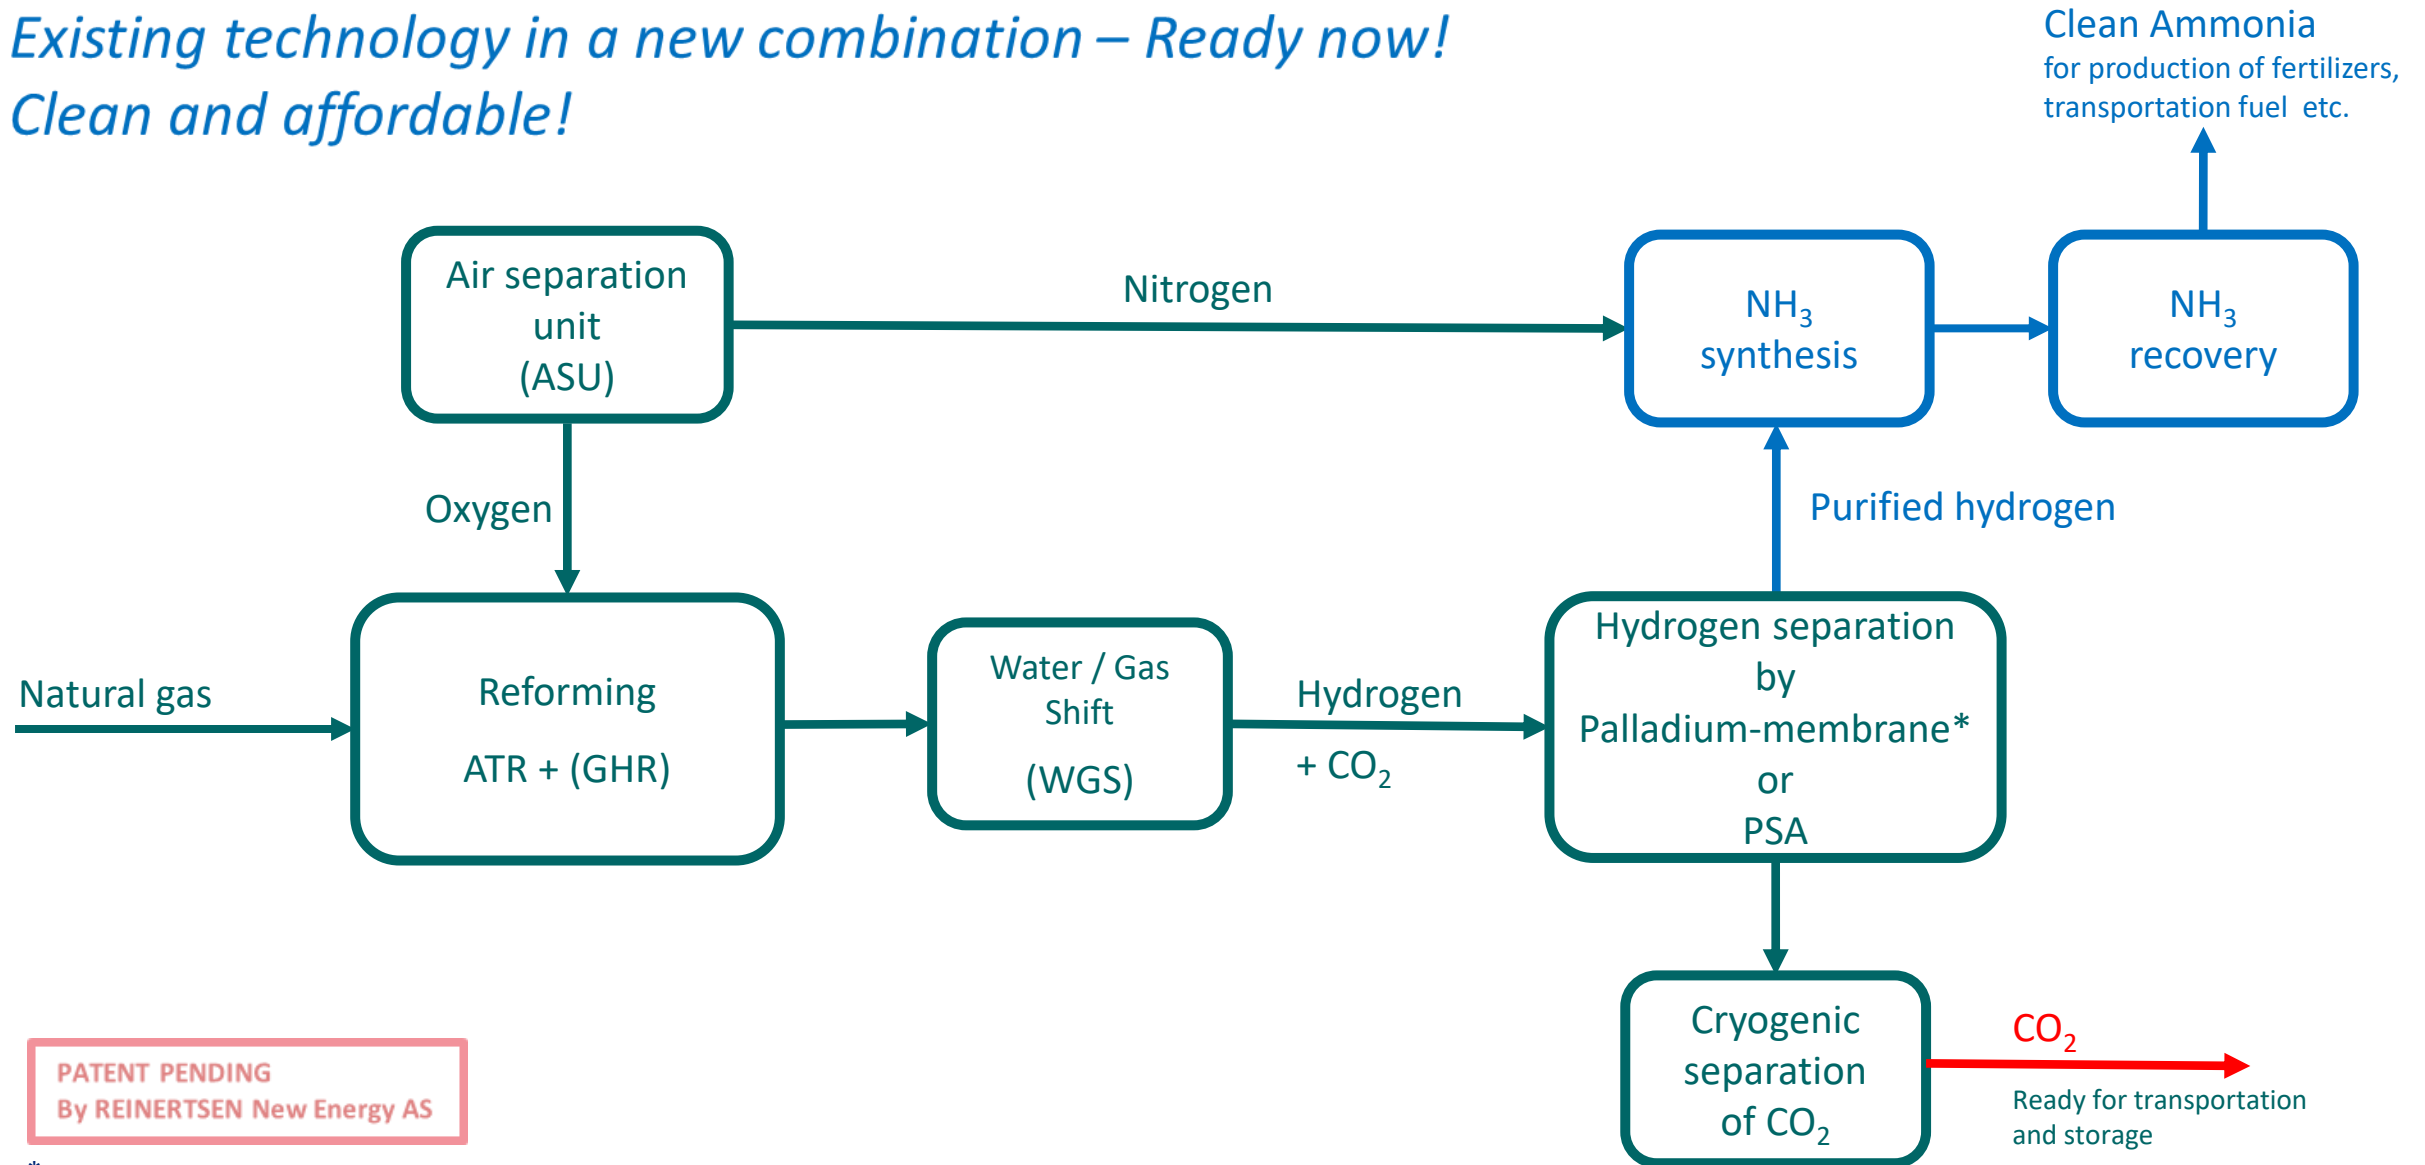 Existing technology in a new combination – Ready now!
Clean and affordable!
Clean Ammonia
for production of fertilizers,
transportation fuel etc.
Air separation
unit
(ASU)
Nitrogen
NH₃
synthesis
NH₃
recovery
Oxygen
Purified hydrogen
Natural gas
Reforming
ATR + (GHR)
Water / Gas
Shift
(WGS)
Hydrogen
+ CO₂
Hydrogen separation
by
Palladium-membrane*
or
PSA
Cryogenic
separation
of CO₂
CO₂
Ready for transportation
and storage
PATENT PENDING
By REINERTSEN New Energy AS
*